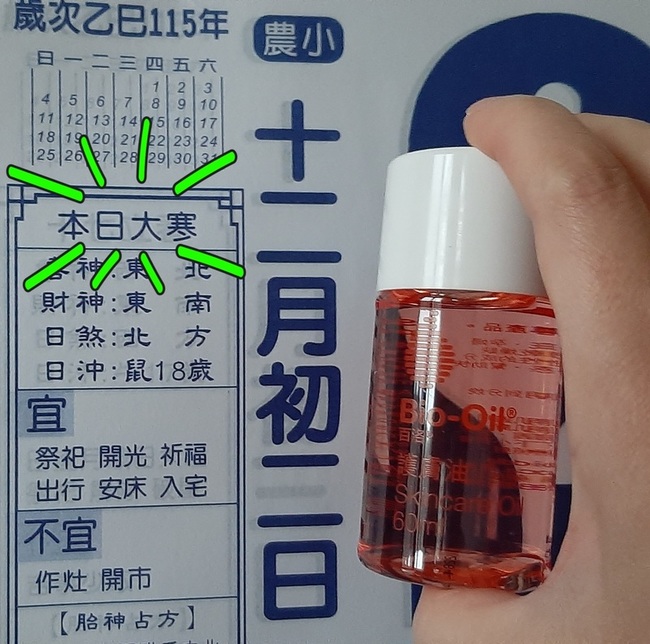 歲次乙巳115年
日 一 二 三 四 五 六
1 2 3
4 5 6 7 8 9 10
11 12 13 14 15 16 17
18 19 20 21 22 23 24
25 26 27 28 29 30 31
農小
十二月初二日
本日大寒
喜神:東 北
財神:東 南
日煞:北 方
日沖:鼠18歲
宜
祭祀 開光 祈福
出行 安床 入宅
不宜
作灶 開市
【胎神占方】
Bio-Oil®
百洛
護膚油
Skincare Oil
60ml